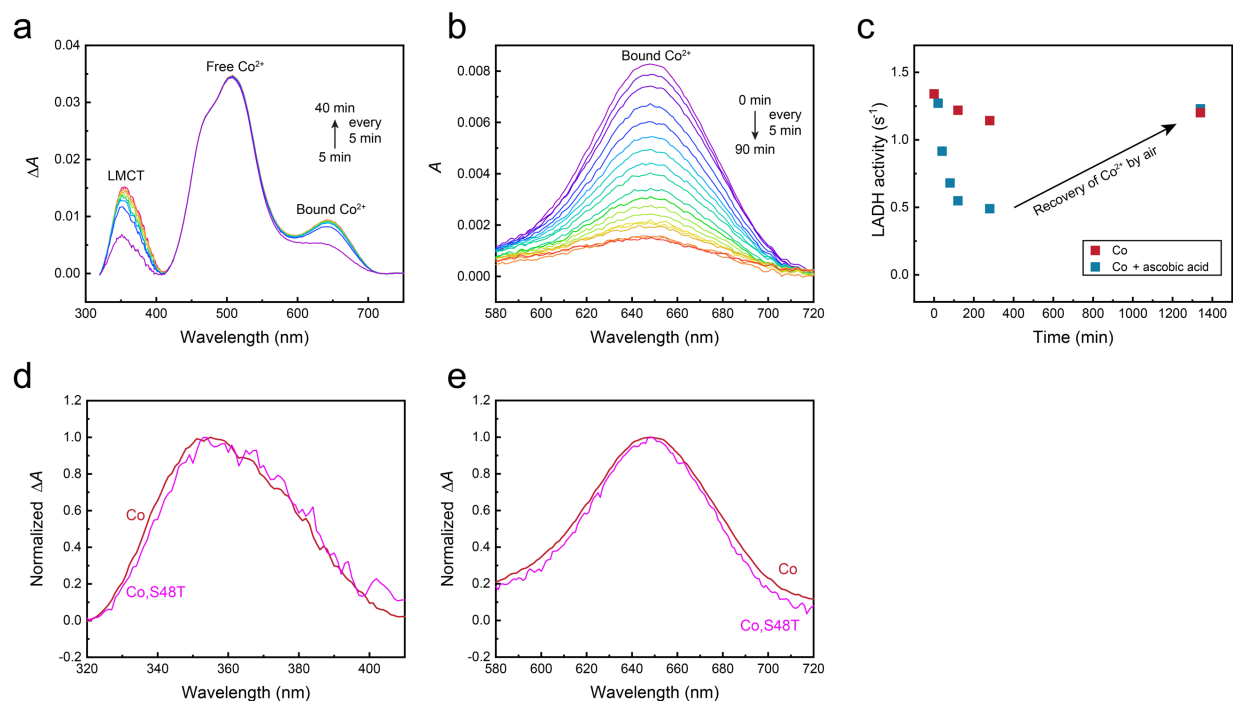 a
0.04
0.03
0.02
0.01
0.00
ΔA
300 400 500 600 700
Wavelength (nm)
LMCT
Free Co²⁺
Bound Co²⁺
40 min
every
5 min
5 min
b
0.008
0.006
0.004
0.002
0.000
A
580 600 620 640 660 680 700 720
Wavelength (nm)
Bound Co²⁺
0 min
every
5 min
90 min
c
1.5
1.0
0.5
0.0
LADH activity (s⁻¹)
0 200 400 600 800 1000 1200 1400
Time (min)
Recovery of Co²⁺ by air
Co
Co + ascobic acid
d
1.2
1.0
0.8
0.6
0.4
0.2
0.0
-0.2
Normalized ΔA
320 340 360 380 400
Wavelength (nm)
Co
Co,S48T
e
1.2
1.0
0.8
0.6
0.4
0.2
0.0
-0.2
Normalized ΔA
580 600 620 640 660 680 700 720
Wavelength (nm)
Co
Co,S48T